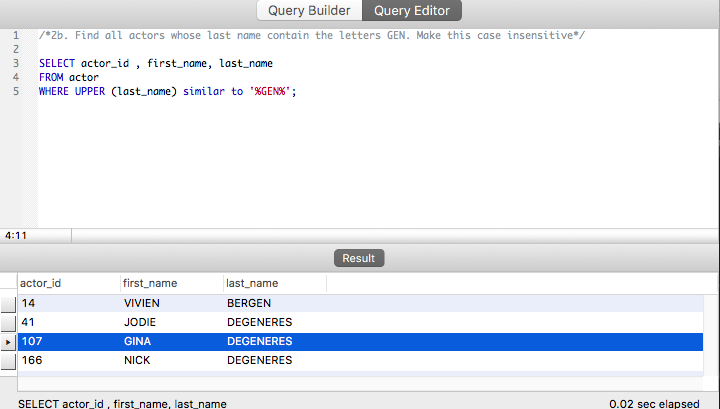 Query Builder Query Editor
1 /*2b. Find all actors whose last name contain the letters GEN. Make this case insensitive*/
2
3 SELECT actor_id , first_name, last_name
4 FROM actor
5 WHERE UPPER (last_name) similar to '%GEN%';
4:11
Result
actor_id first_name last_name
14 VIVIEN BERGEN
41 JODIE DEGENERES
107 GINA DEGENERES
166 NICK DEGENERES
SELECT actor_id , first_name, last_name 0.02 sec elapsed